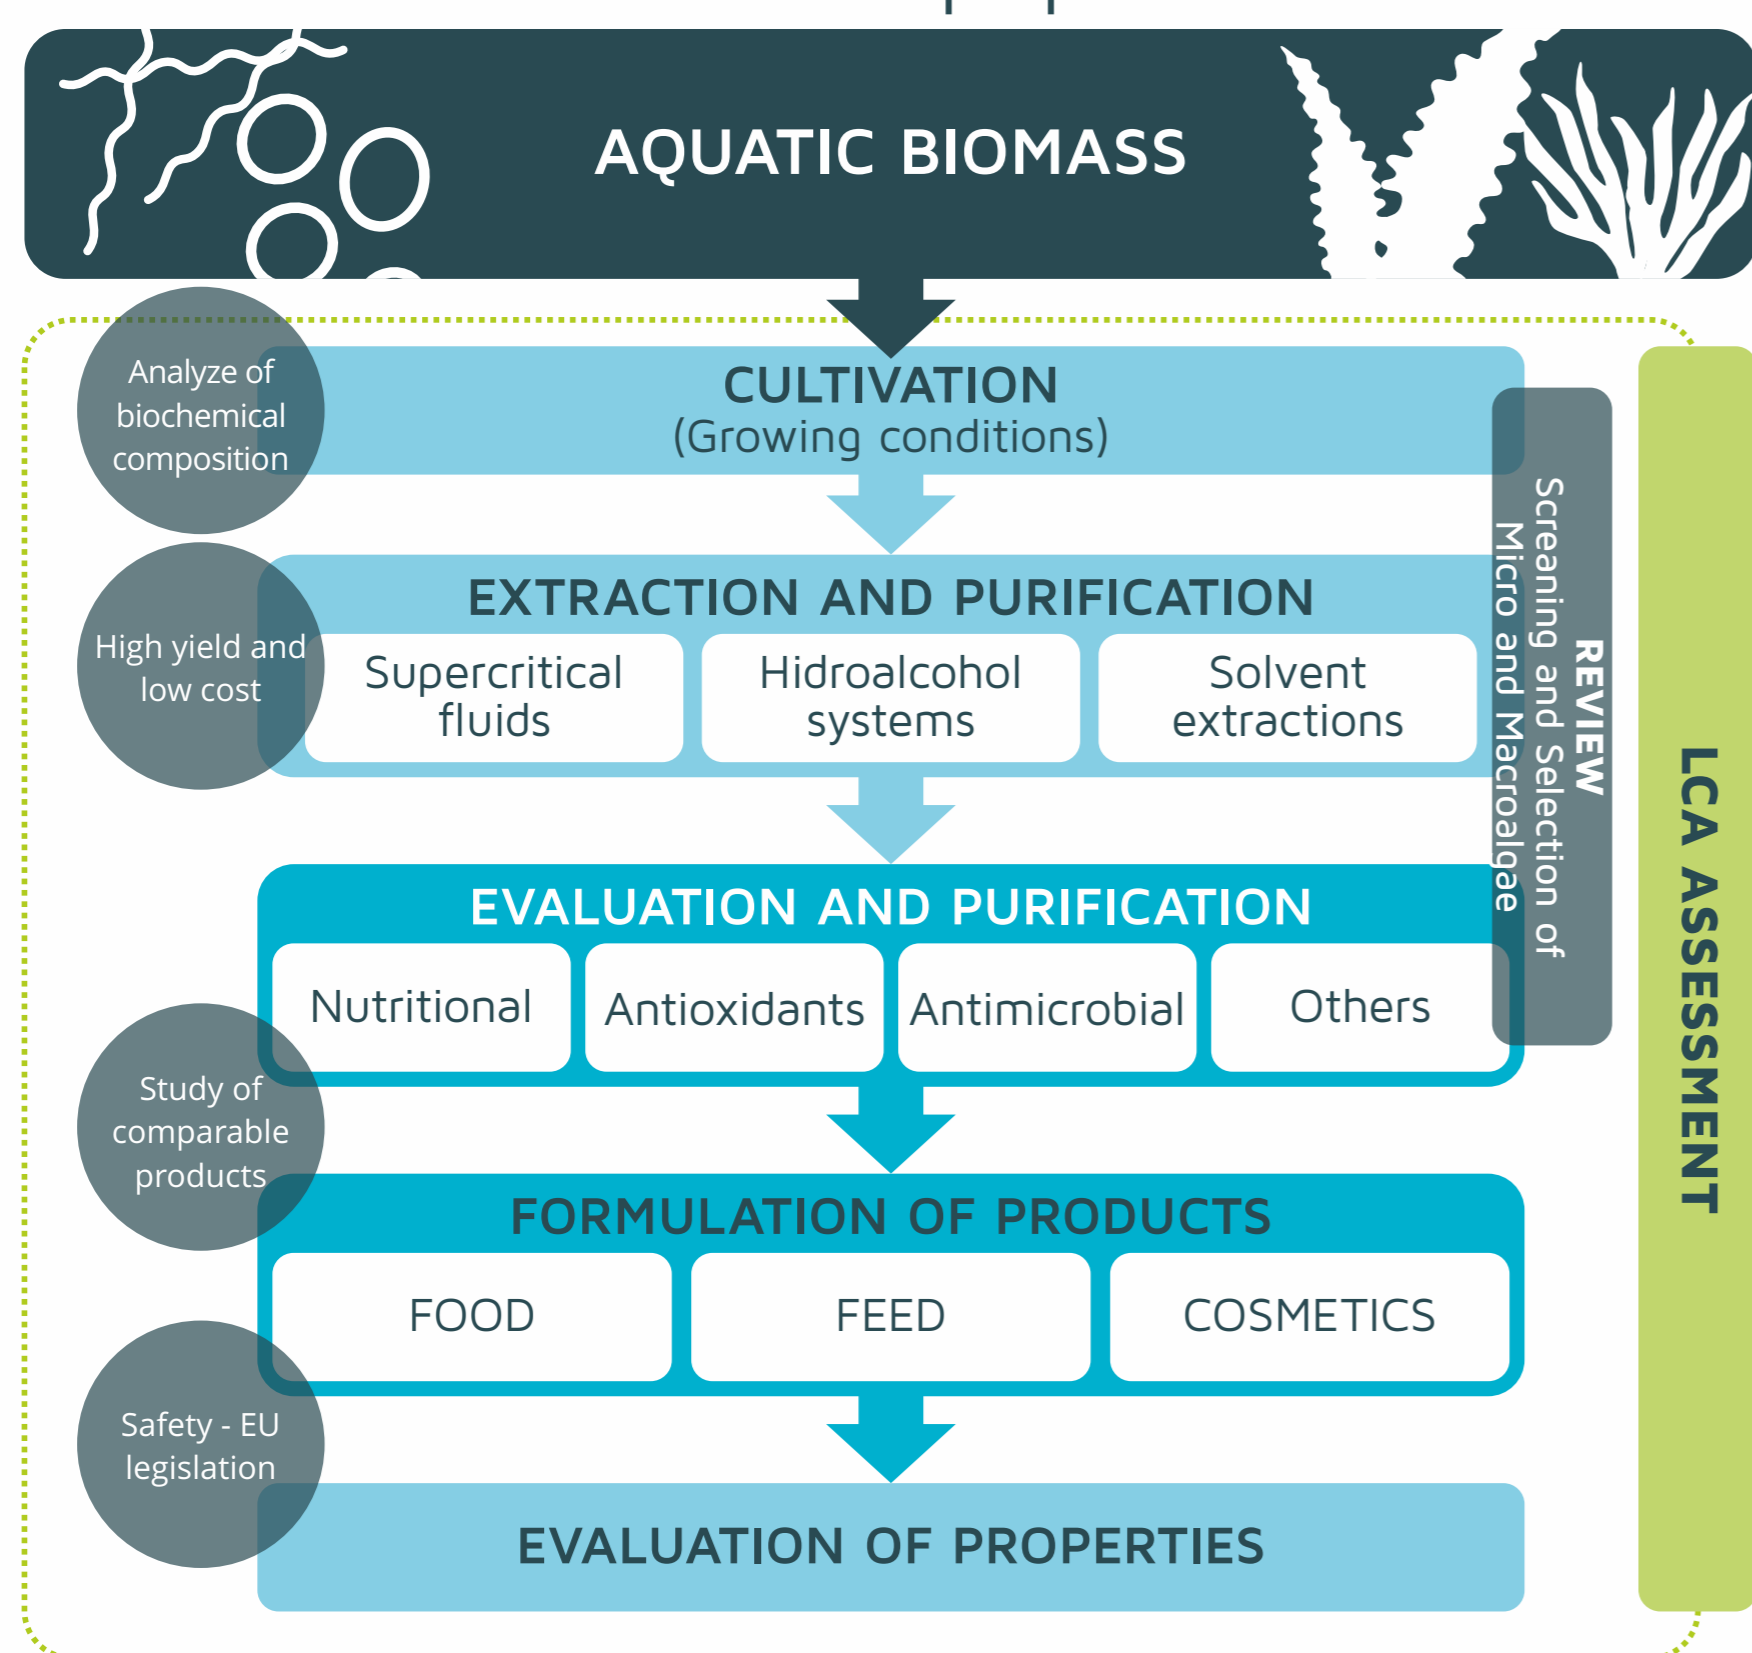 AQUATIC BIOMASS
Analyze of
biochemical
composition
CULTIVATION
(Growing conditions)
High yield and
low cost
EXTRACTION AND PURIFICATION
Supercritical
fluids
Hidroalcohol
systems
Solvent
extractions
REVIEW
Screaning and Selection of
Micro and Macroalgae
LCA ASSESSMENT
EVALUATION AND PURIFICATION
Nutritional
Antioxidants
Antimicrobial
Others
Study of
comparable
products
FORMULATION OF PRODUCTS
FOOD
FEED
COSMETICS
Safety - EU
legislation
EVALUATION OF PROPERTIES